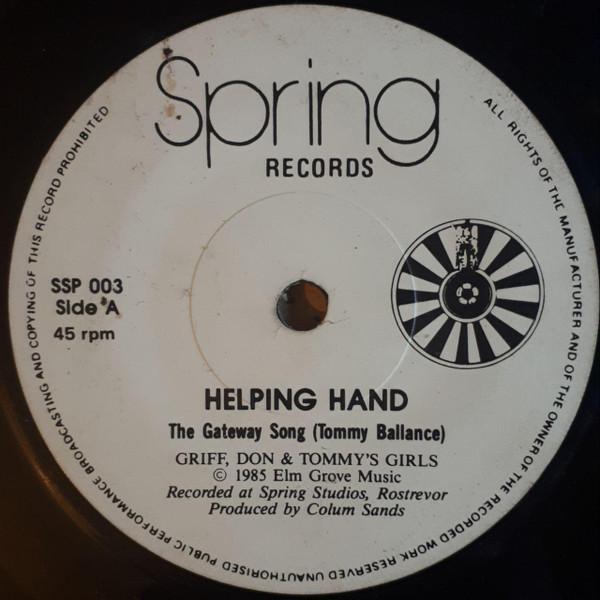 Spring
RECORDS
SSP 003
Side A
45 rpm
HELPING HAND
The Gateway Song (Tommy Ballance)
GRIFF, DON & TOMMY'S GIRLS
© 1985 Elm Grove Music
Recorded at Spring Studios, Rostrevor
Produced by Colum Sands
ALL RIGHTS OF THE MANUFACTURER AND OF THE OWNER OF THE RECORDED WORK RESERVED UNAUTHORISED PUBLIC PERFORMANCE BROADCASTING AND COPYING OF THIS RECORD PROHIBITED